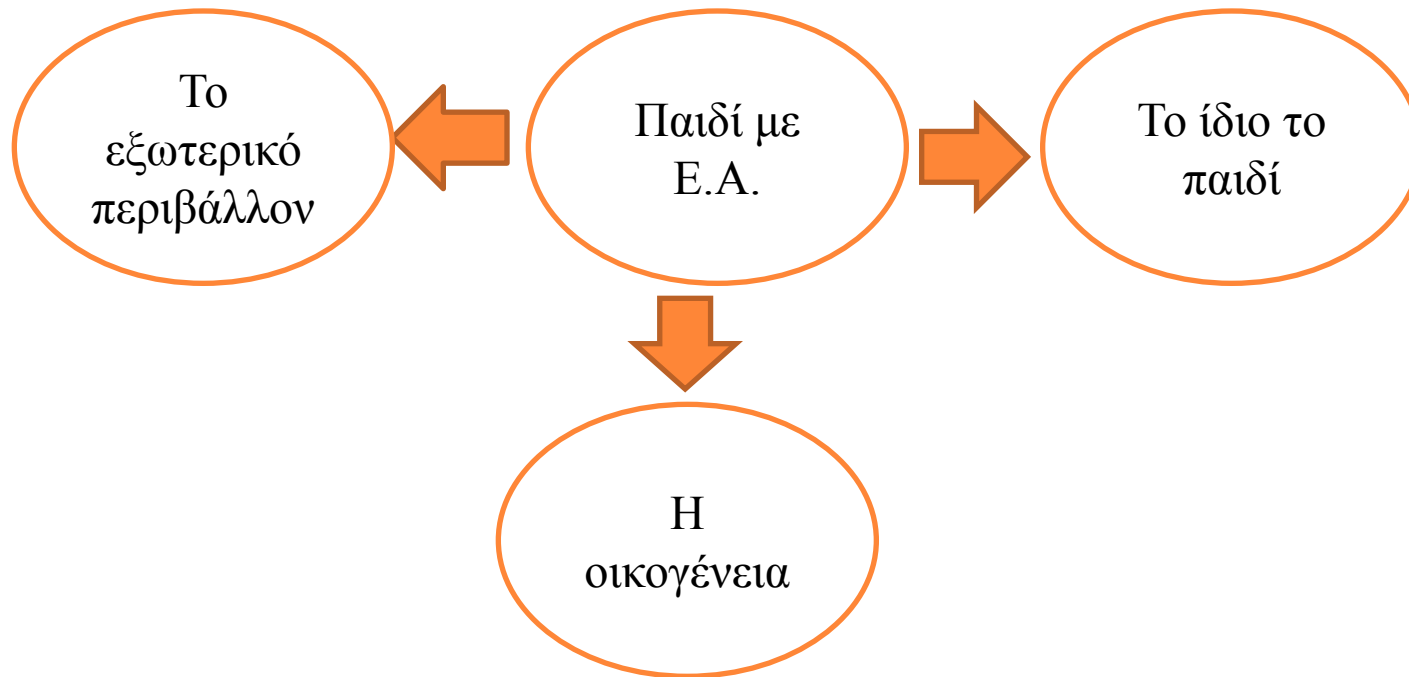 Το
εξωτερικό
περιβάλλον
Παιδί με
Ε.Α.
Το ίδιο το
παιδί
Η
οικογένεια